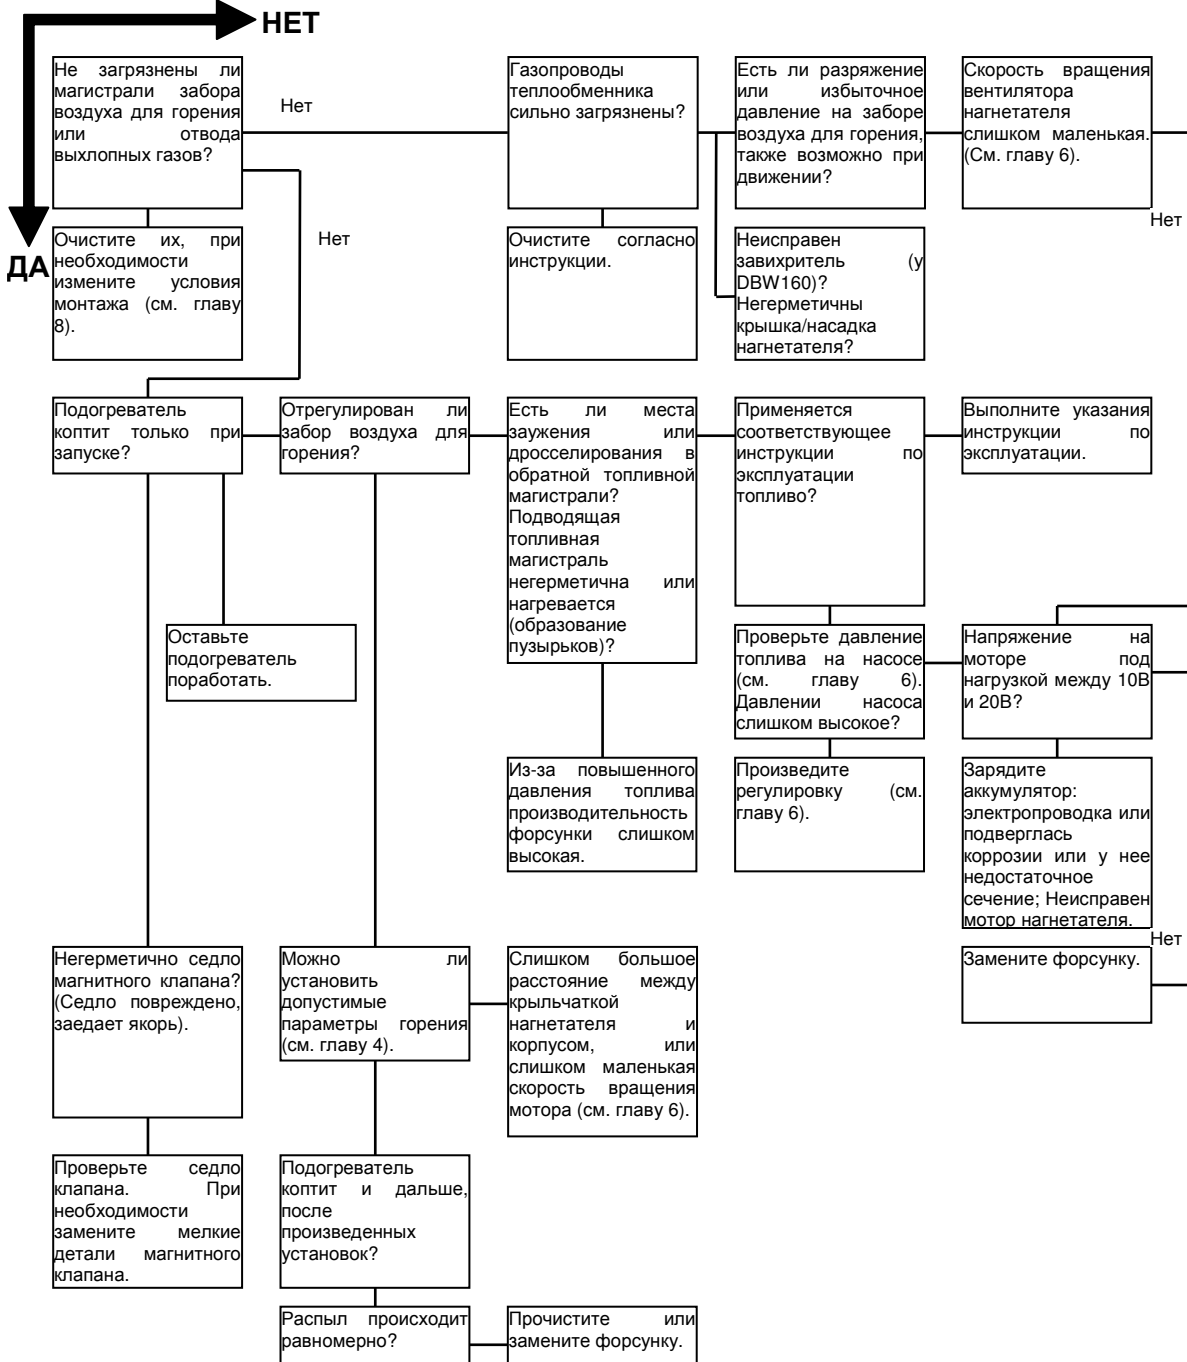 НЕТ
ДА
Не загрязнены ли
магистрали забора
воздуха для горения
или отвода
выхлопных газов?
Нет
Газопроводы
теплообменника
сильно загрязнены?
Есть ли разряжение
или избыточное
давление на заборе
воздуха для горения,
также возможно при
движении?
Скорость вращения
вентилятора
нагнетателя
слишком маленькая.
(См. главу 6).
Нет
Очистите их, при
необходимости
измените условия
монтажа (см. главу
8).
Нет
Очистите согласно
инструкции.
Неисправен
завихритель (у
DBW160)?
Негерметичны
крышка/насадка
нагнетателя?
Подогреватель
коптит только при
запуске?
Отрегулирован ли
забор воздуха для
горения?
Есть ли места
заужения или
дросселирования в
обратной топливной
магистрали?
Подводящая
топливная
магистраль
негерметична или
нагревается
(образование
пузырьков)?
Применяется
соответствующее
инструкции по
эксплуатации
топливо?
Выполните указания
инструкции по
эксплуатации.
Оставьте
подогреватель
поработать.
Проверьте давление
топлива на насосе
(см. главу 6).
Давлении насоса
слишком высокое?
Напряжение на
моторе под
нагрузкой между 10В
и 20В?
Из-за повышенного
давления топлива
производительность
форсунки слишком
высокая.
Произведите
регулировку (см.
главу 6).
Зарядите
аккумулятор:
электропроводка или
подверглась
коррозии или у нее
недостаточное
сечение; Неисправен
мотор нагнетателя.
Нет
Негерметично седло
магнитного клапана?
(Седло повреждено,
заедает якорь).
Можно ли
установить
допустимые
параметры горения
(см. главу 4).
Слишком большое
расстояние между
крыльчаткой
нагнетателя и
корпусом, или
слишком маленькая
скорость вращения
мотора (см. главу 6).
Замените форсунку.
Проверьте седло
клапана. При
необходимости
замените мелкие
детали магнитного
клапана.
Подогреватель
коптит и дальше,
после
произведенных
установок?
Распыл происходит
равномерно?
Прочистите или
замените форсунку.